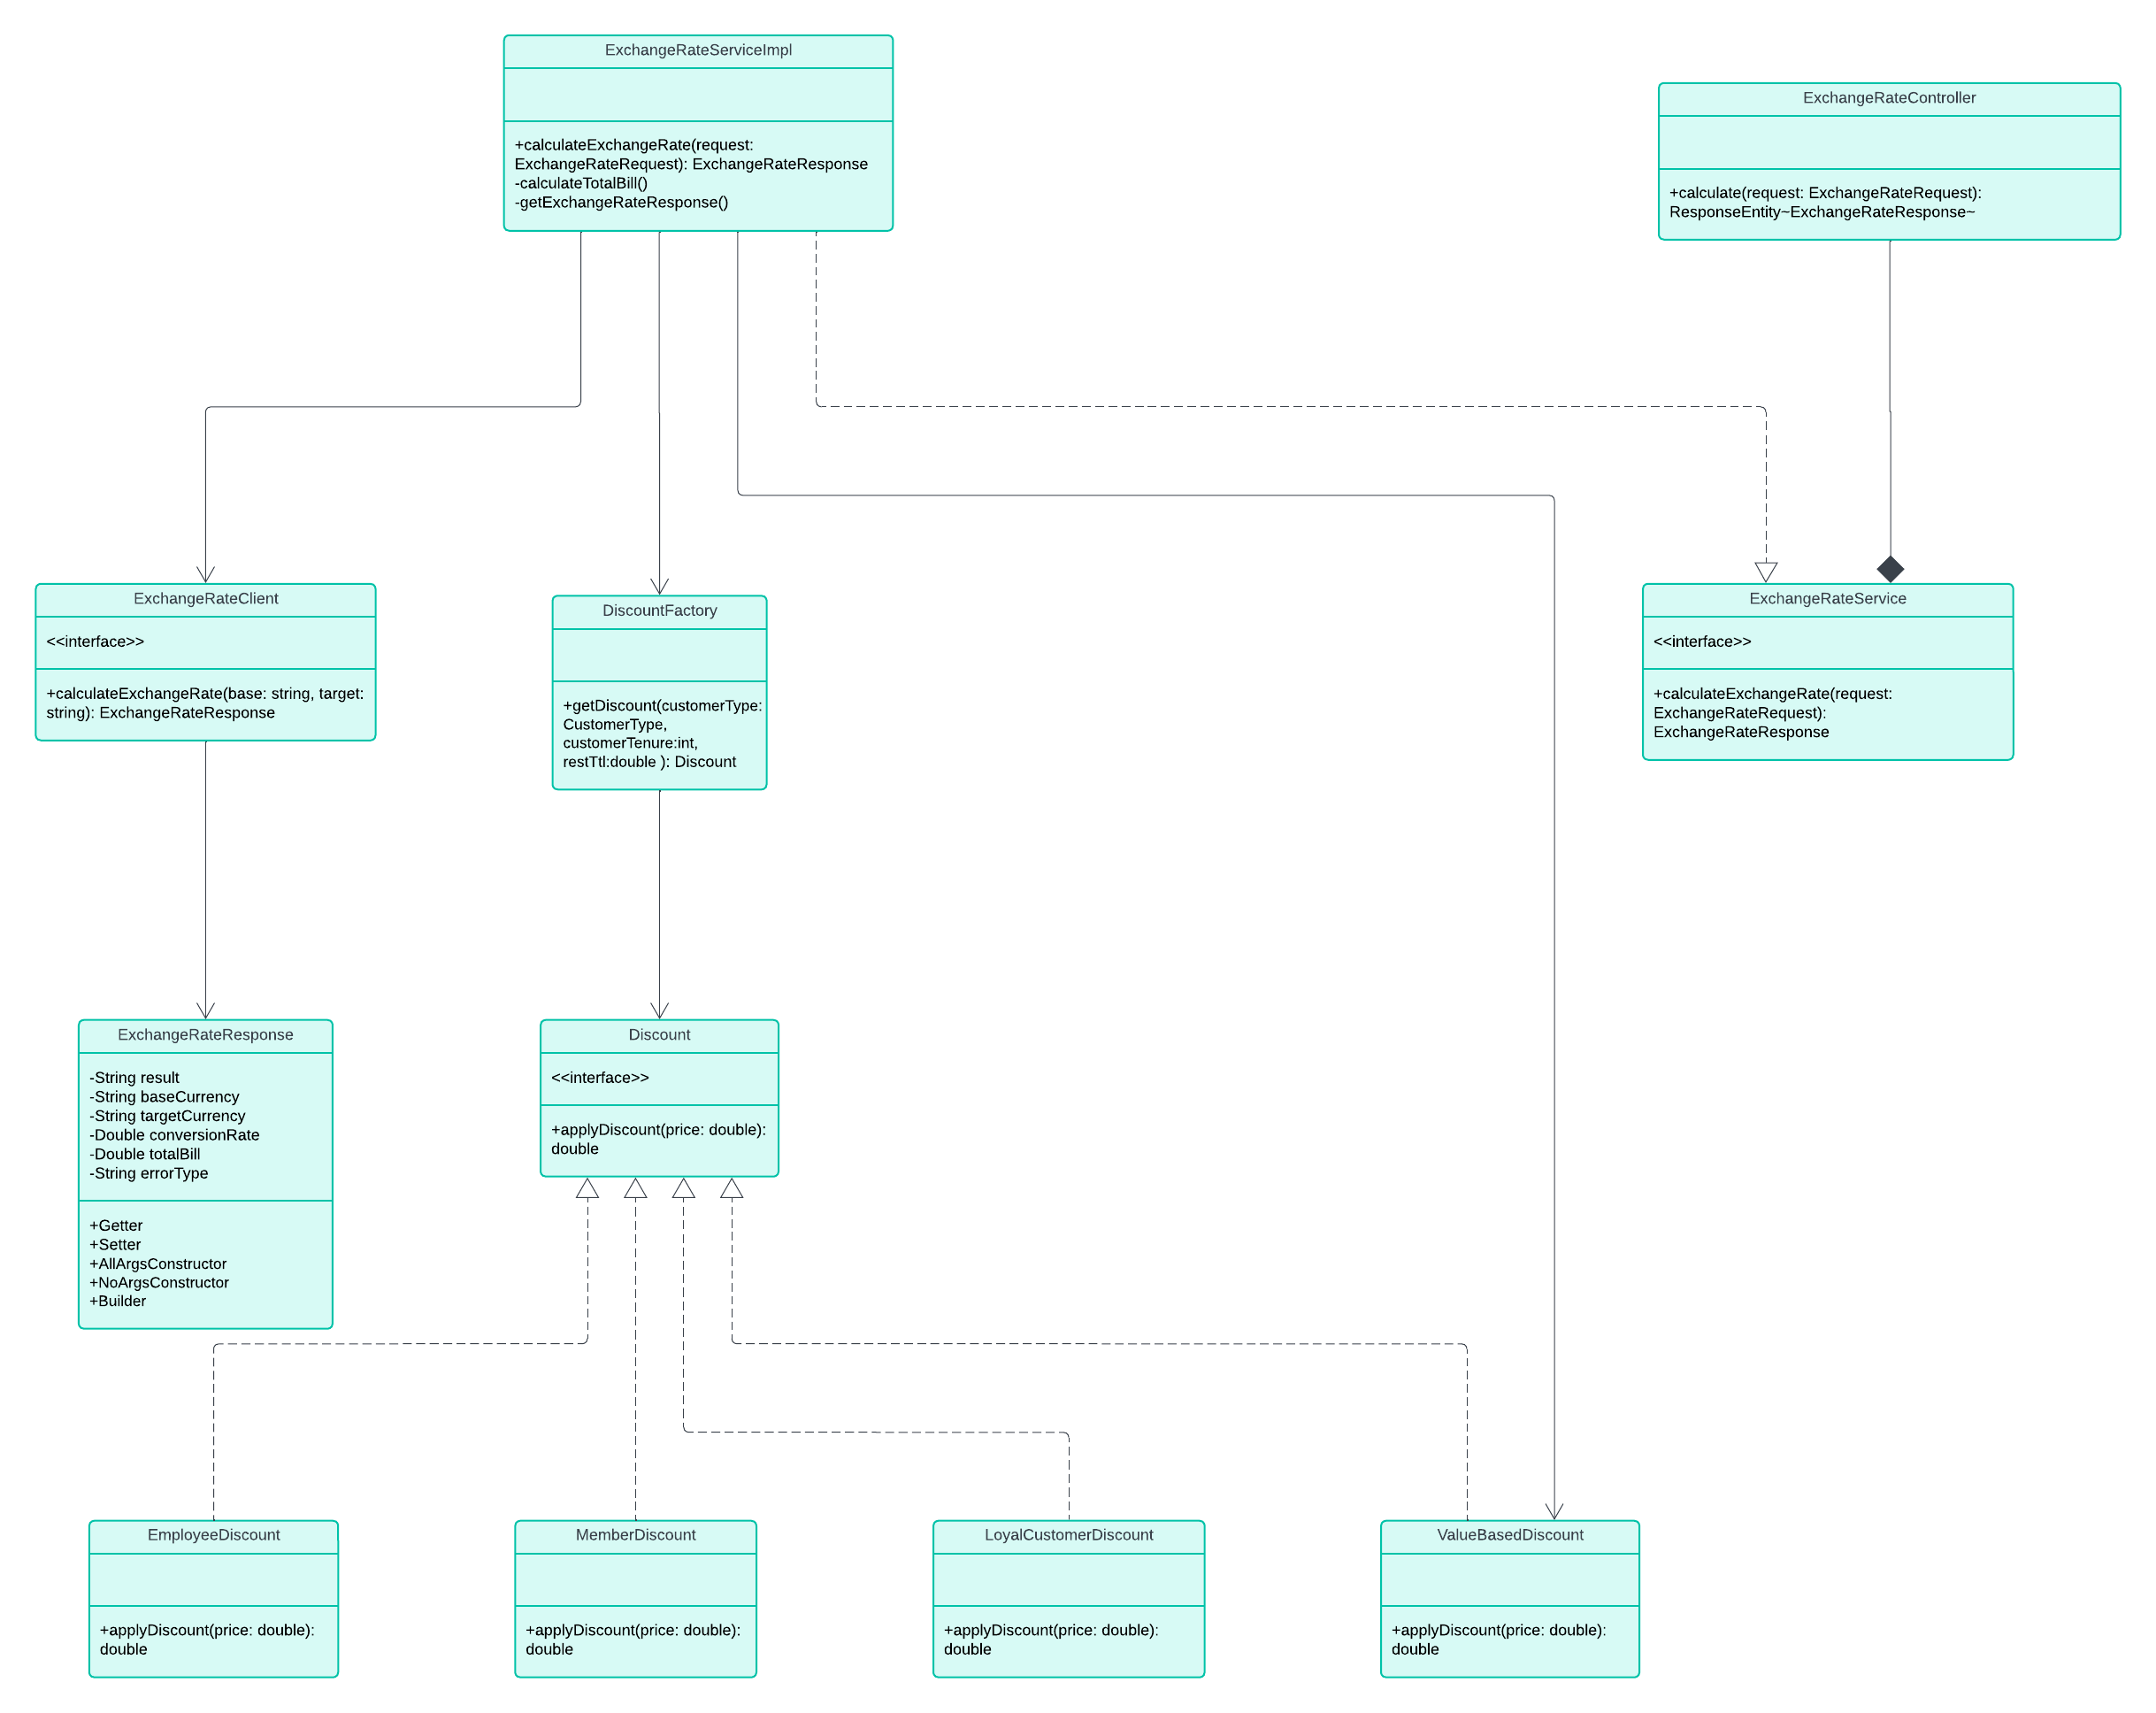 ExchangeRateServiceImpl
+calculateExchangeRate(request:
ExchangeRateRequest): ExchangeRateResponse
-calculateTotalBill()
-getExchangeRateResponse()
ExchangeRateController
+calculate(request: ExchangeRateRequest):
ResponseEntity~ExchangeRateResponse~
ExchangeRateClient
<<interface>>
+calculateExchangeRate(base: string, target:
string): ExchangeRateResponse
DiscountFactory
+getDiscount(customerType:
CustomerType,
customerTenure:int,
restTtl:double ): Discount
ExchangeRateService
<<interface>>
+calculateExchangeRate(request:
ExchangeRateRequest):
ExchangeRateResponse
ExchangeRateResponse
-String result
-String baseCurrency
-String targetCurrency
-Double conversionRate
-Double totalBill
-String errorType
+Getter
+Setter
+AllArgsConstructor
+NoArgsConstructor
+Builder
Discount
<<interface>>
+applyDiscount(price: double):
double
EmployeeDiscount
+applyDiscount(price: double):
double
MemberDiscount
+applyDiscount(price: double):
double
LoyalCustomerDiscount
+applyDiscount(price: double):
double
ValueBasedDiscount
+applyDiscount(price: double):
double